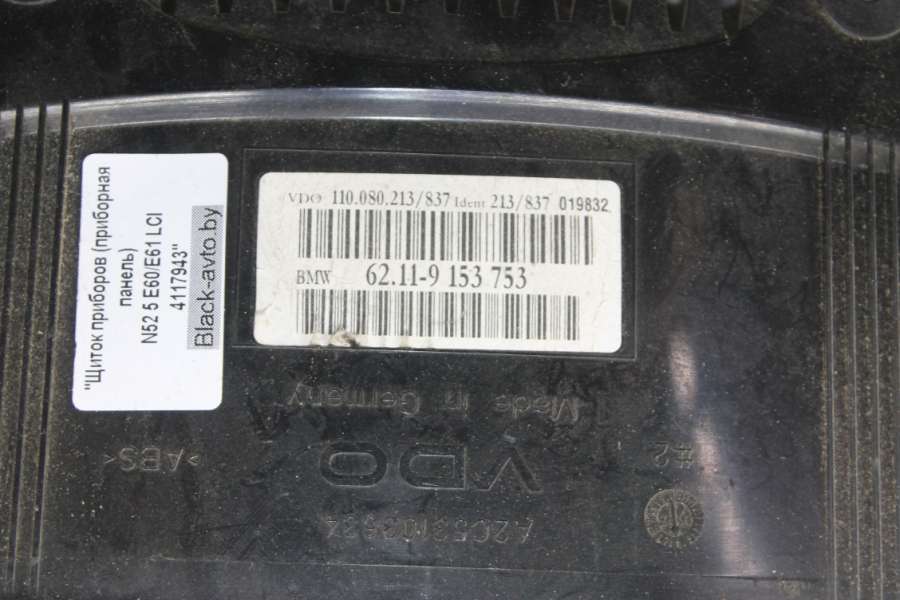 "Щиток приборов (приборная
панель)
N52 5 E60/E61 LCI
4117943"
Black-avto.by
VDO 110.080.213/837 Ident 213/837 019832
BMW 62.11-9 153 753
Made in Germany
VDO
#2
>ABS<